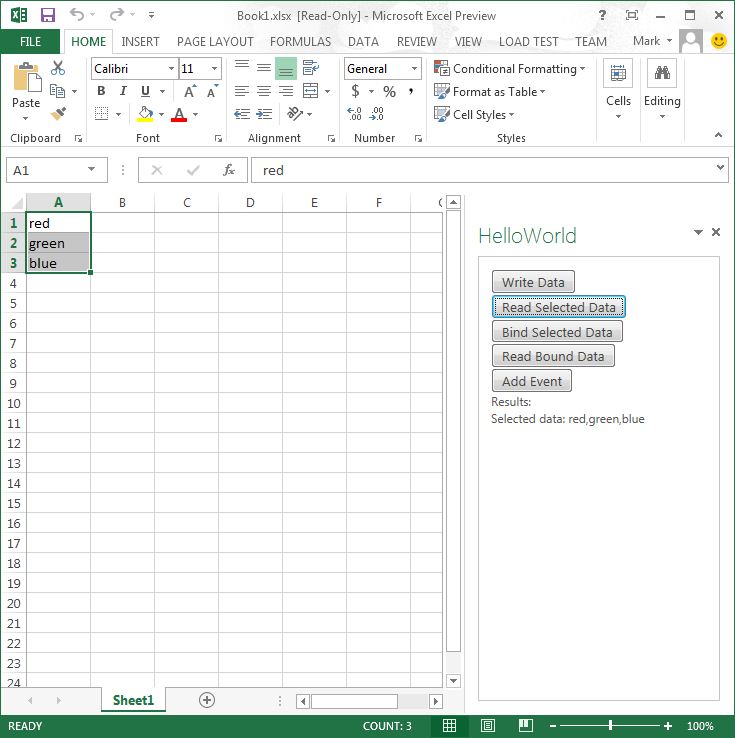 Book1.xlsx [Read-Only] - Microsoft Excel Preview
?
FILE HOME INSERT PAGE LAYOUT FORMULAS DATA REVIEW VIEW LOAD TEST TEAM Mark
Paste
Clipboard
Calibri 11
B I U A A
A
Font
Alignment
General
$ % ,
.00 .00
Number
Conditional Formatting
Format as Table
Cell Styles
Styles
Cells
Editing
A1 fx red
A B C D E F
1 red
2 green
3 blue
4
5
6
7
8
9
10
11
12
13
14
15
16
17
18
19
20
21
22
23
24
HelloWorld
Write Data
Read Selected Data
Bind Selected Data
Read Bound Data
Add Event
Results:
Selected data: red,green,blue
Sheet1
READY COUNT: 3 100%